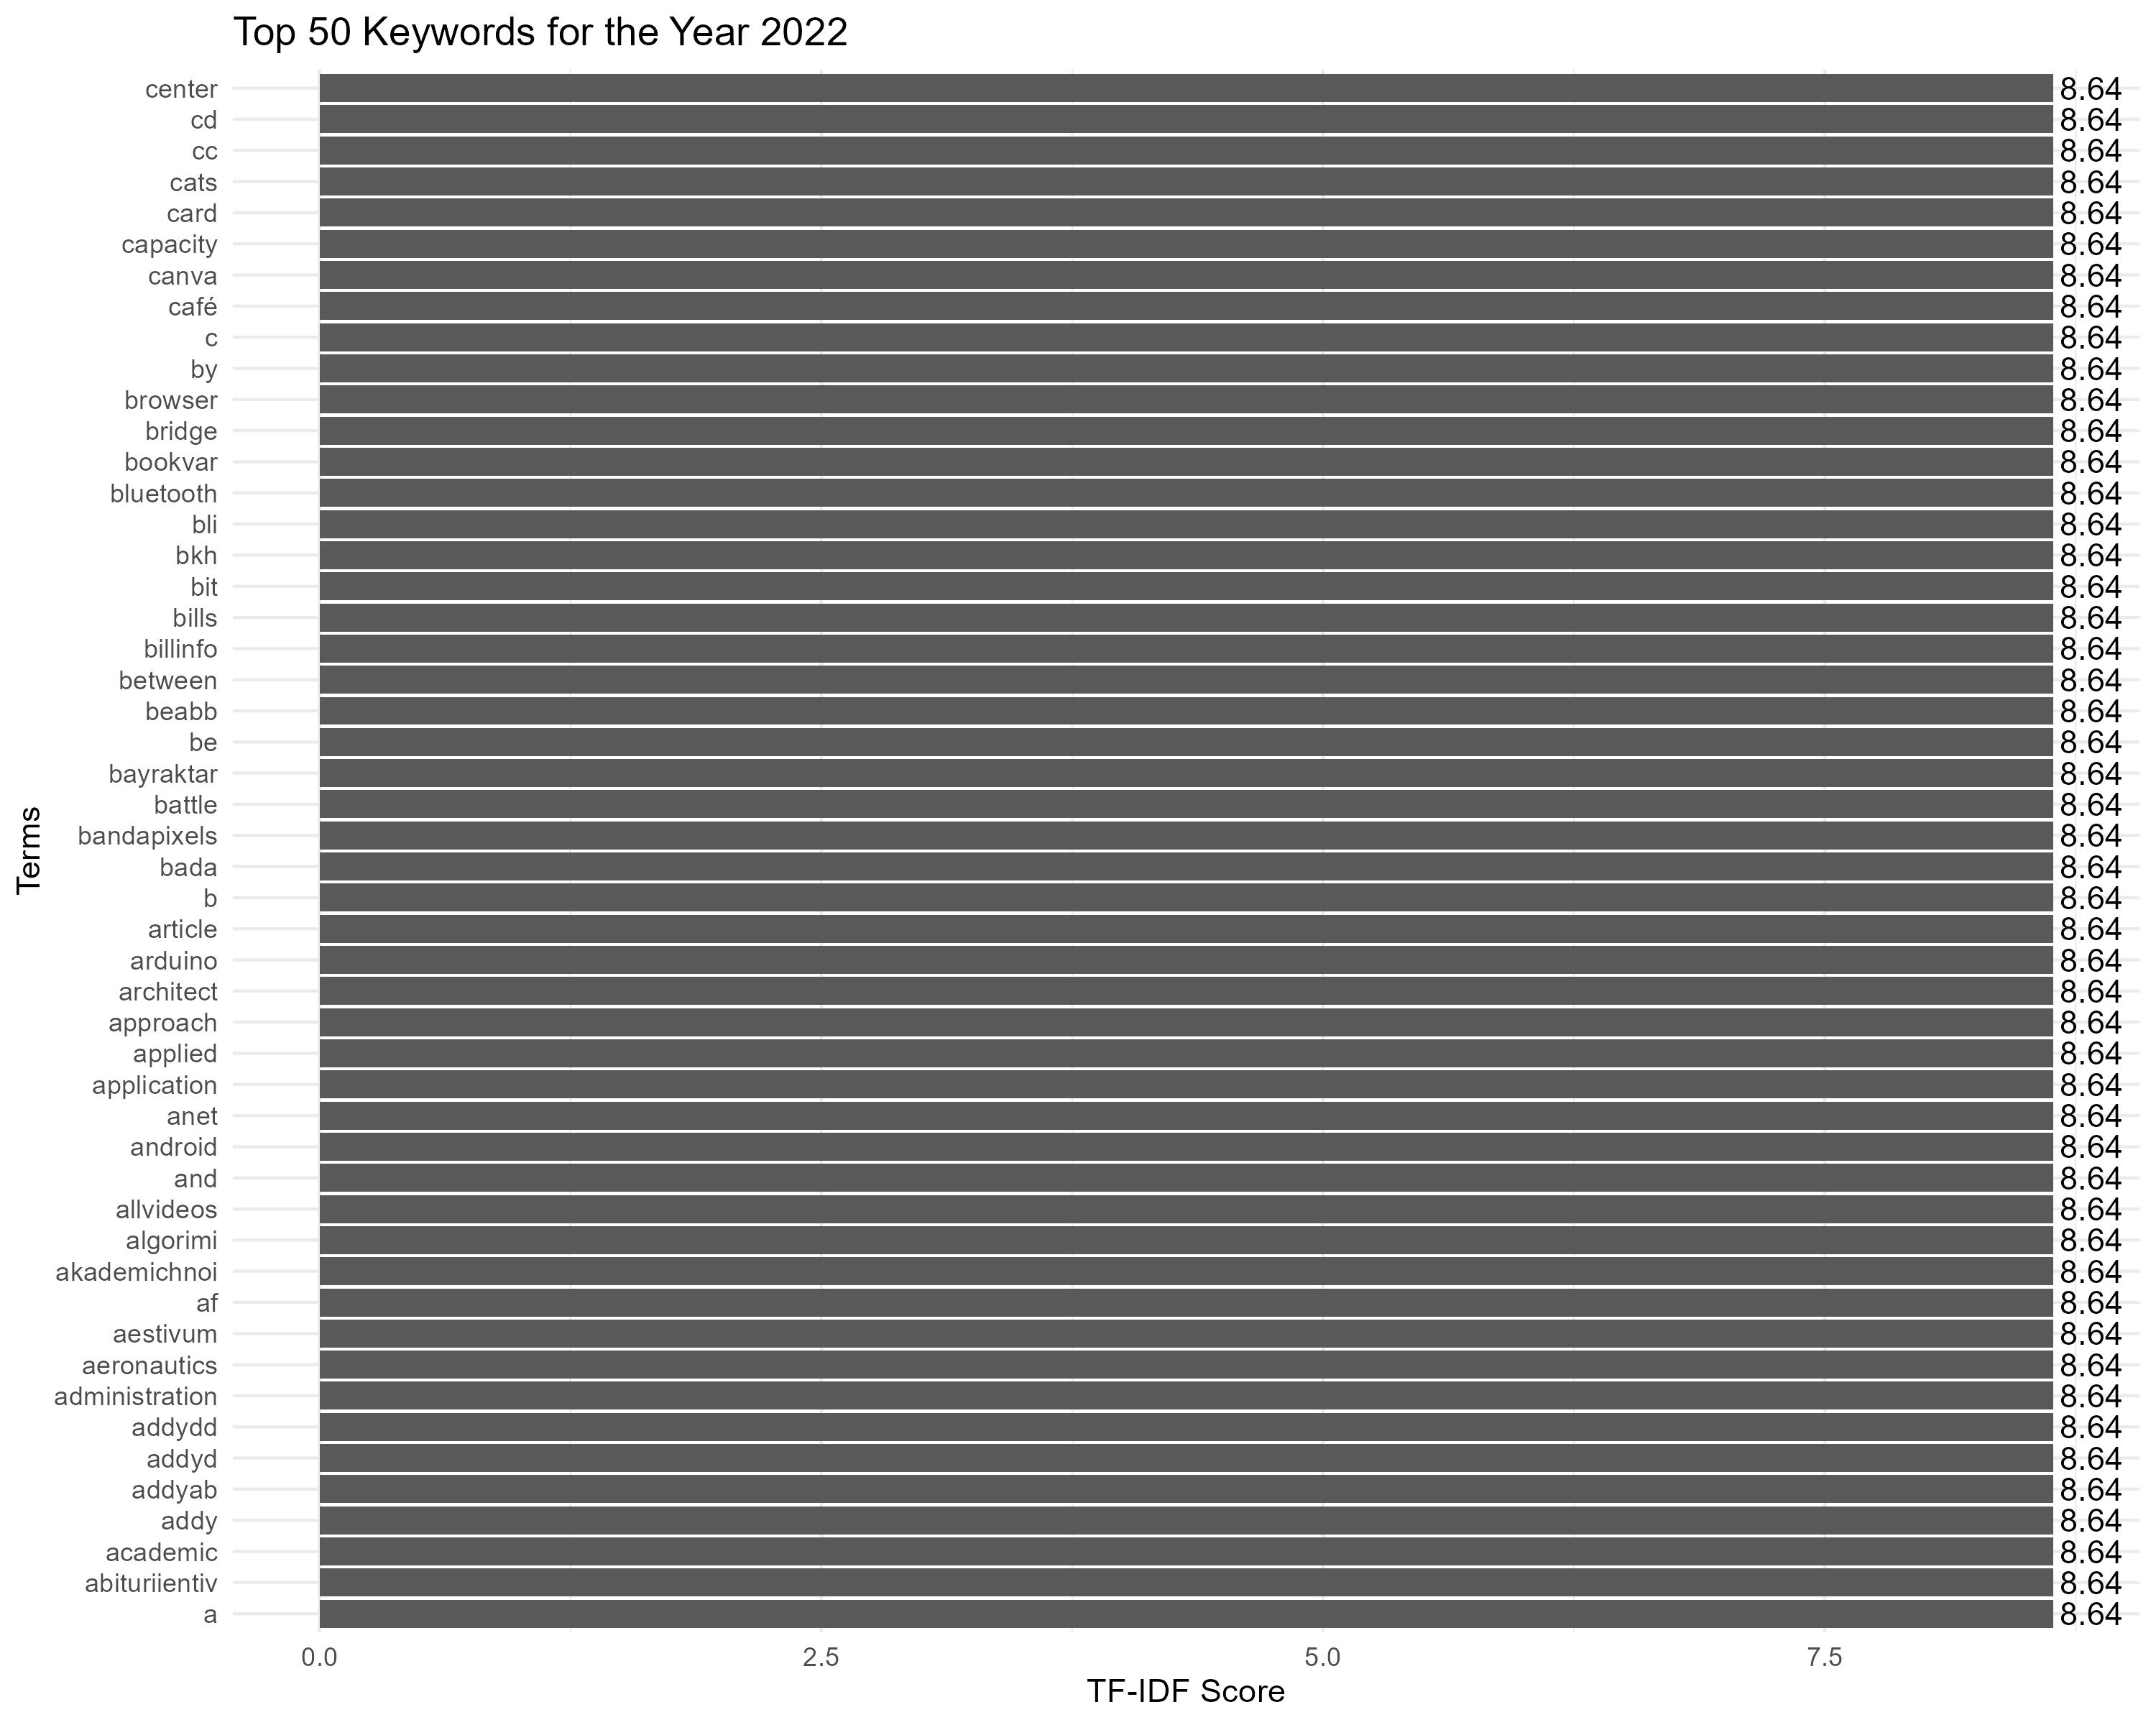 Top 50 Keywords for the Year 2022
center 8.64
cd 8.64
cc 8.64
cats 8.64
card 8.64
capacity 8.64
canva 8.64
café 8.64
c 8.64
by 8.64
browser 8.64
bridge 8.64
bookvar 8.64
bluetooth 8.64
bli 8.64
bkh 8.64
bit 8.64
bills 8.64
billinfo 8.64
between 8.64
beabb 8.64
be 8.64
bayraktar 8.64
battle 8.64
bandapixels 8.64
bada 8.64
b 8.64
article 8.64
arduino 8.64
architect 8.64
approach 8.64
applied 8.64
application 8.64
anet 8.64
android 8.64
and 8.64
allvideos 8.64
algorimi 8.64
akademichnoi 8.64
af 8.64
aestivum 8.64
aeronautics 8.64
administration 8.64
addydd 8.64
addyd 8.64
addyab 8.64
addy 8.64
academic 8.64
abituriientiv 8.64
a 8.64
Terms
0.0 2.5 5.0 7.5
TF-IDF Score